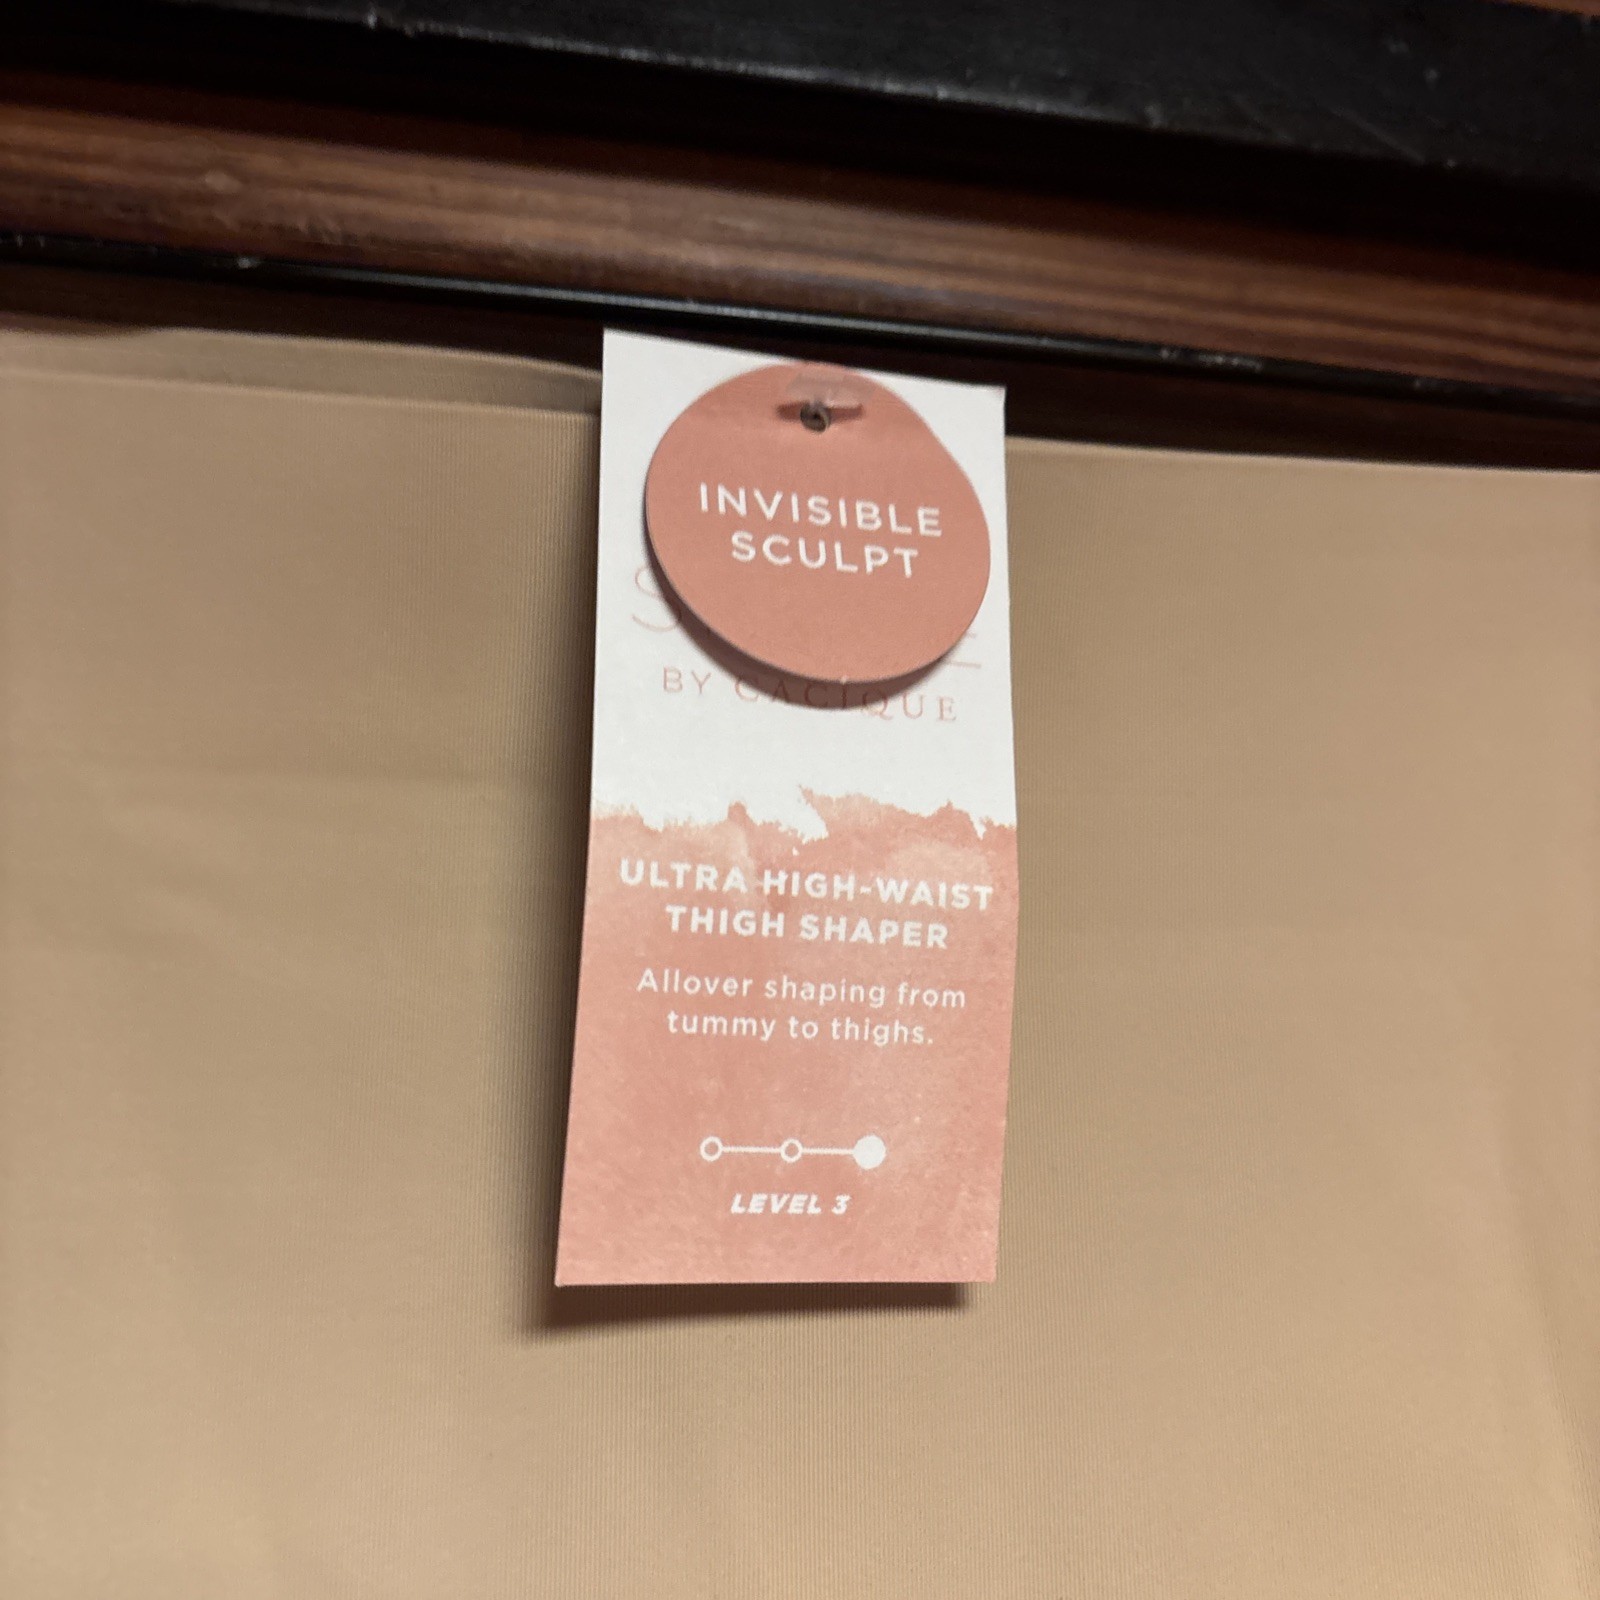 INVISIBLE
SCULPT
BY CACIQUE
ULTRA HIGH-WAIST
THIGH SHAPER
Allover shaping from
tummy to thighs.
LEVEL 3